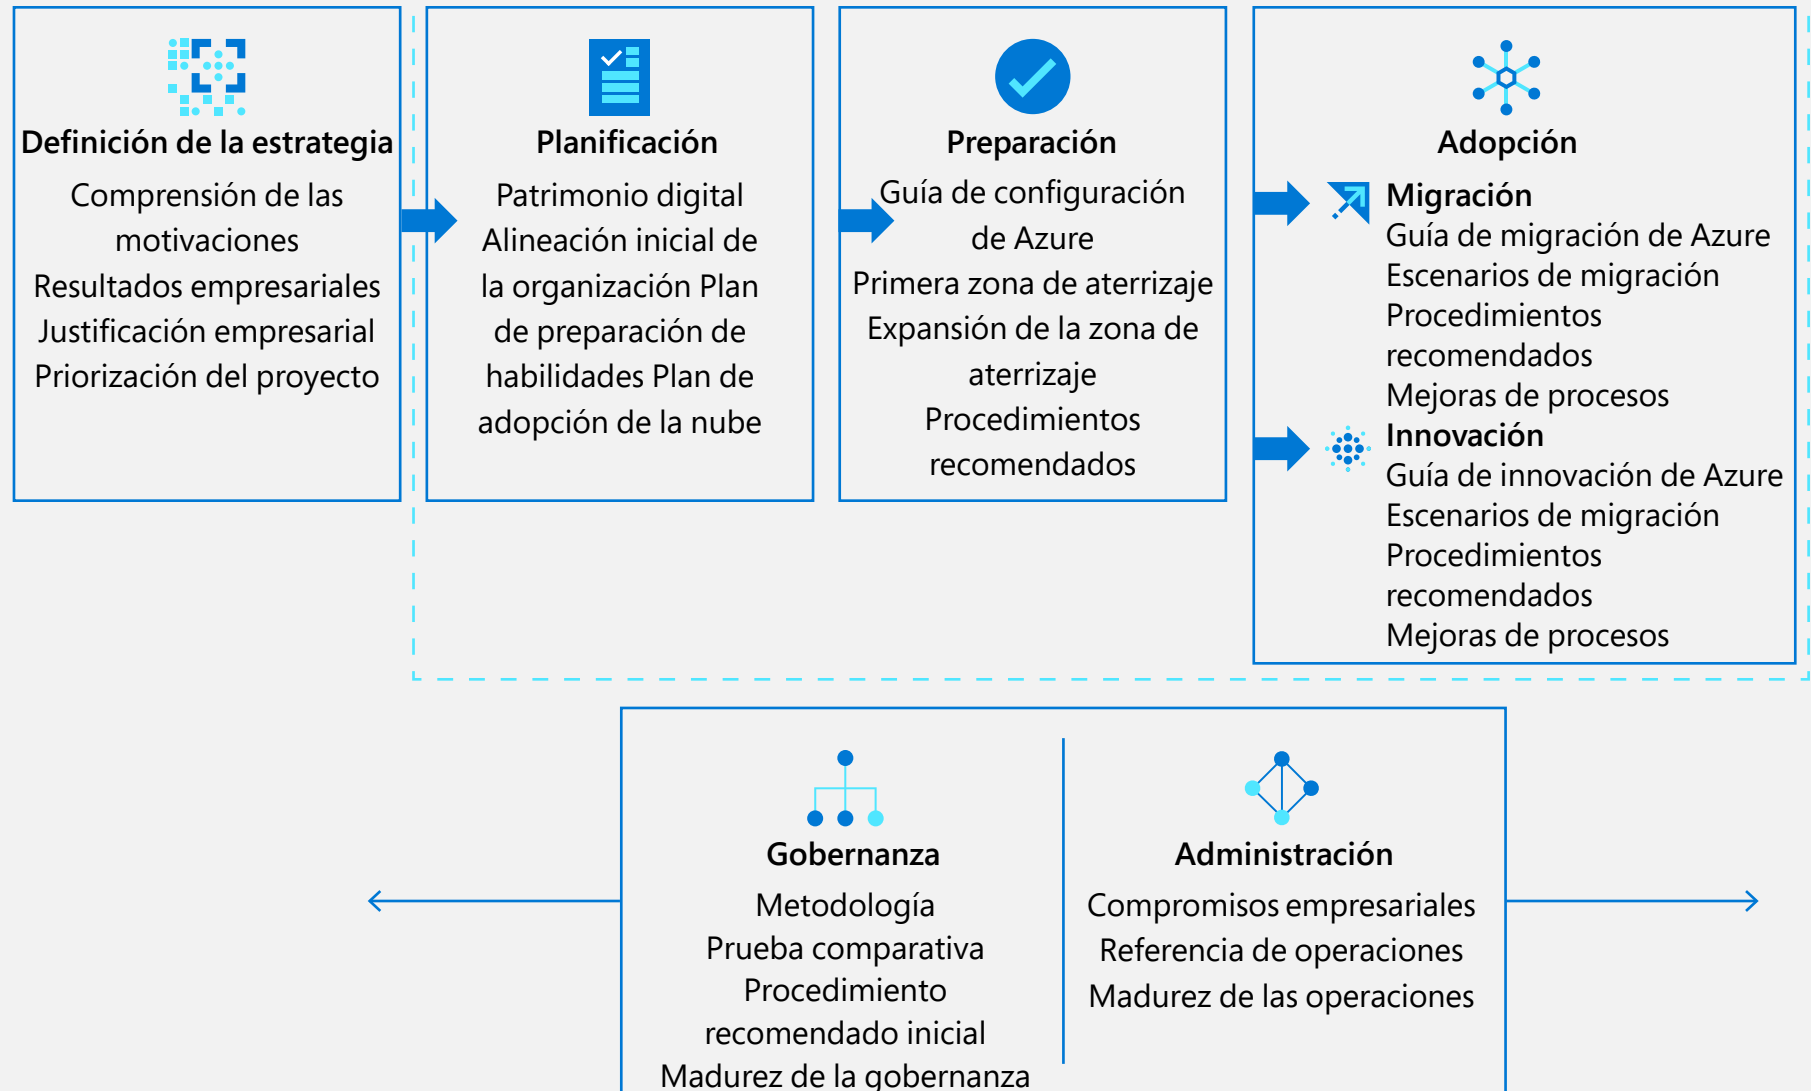 Definición de la estrategia
Comprensión de las
motivaciones
Resultados empresariales
Justificación empresarial
Priorización del proyecto
Planificación
Patrimonio digital
Alineación inicial de
la organización Plan
de preparación de
habilidades Plan de
adopción de la nube
Preparación
Guía de configuración
de Azure
Primera zona de aterrizaje
Expansión de la zona de
aterrizaje
Procedimientos
recomendados
Adopción
Migración
Guía de migración de Azure
Escenarios de migración
Procedimientos
recomendados
Mejoras de procesos
Innovación
Guía de innovación de Azure
Escenarios de migración
Procedimientos
recomendados
Mejoras de procesos
Gobernanza
Metodología
Prueba comparativa
Procedimiento
recomendado inicial
Madurez de la gobernanza
Administración
Compromisos empresariales
Referencia de operaciones
Madurez de las operaciones